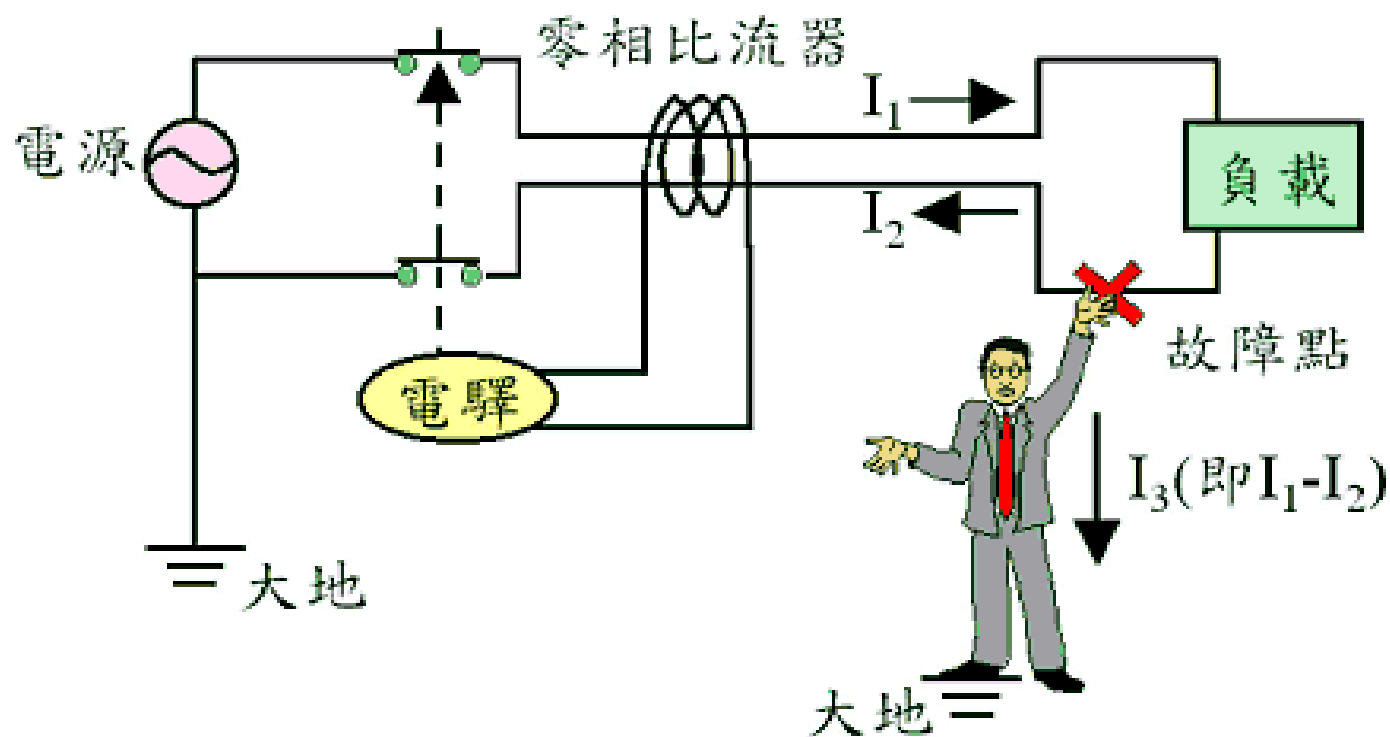 零相比流器
I₁
電源
負載
I₂
故障點
電驛
I₃(即I₁-I₂)
大地
大地